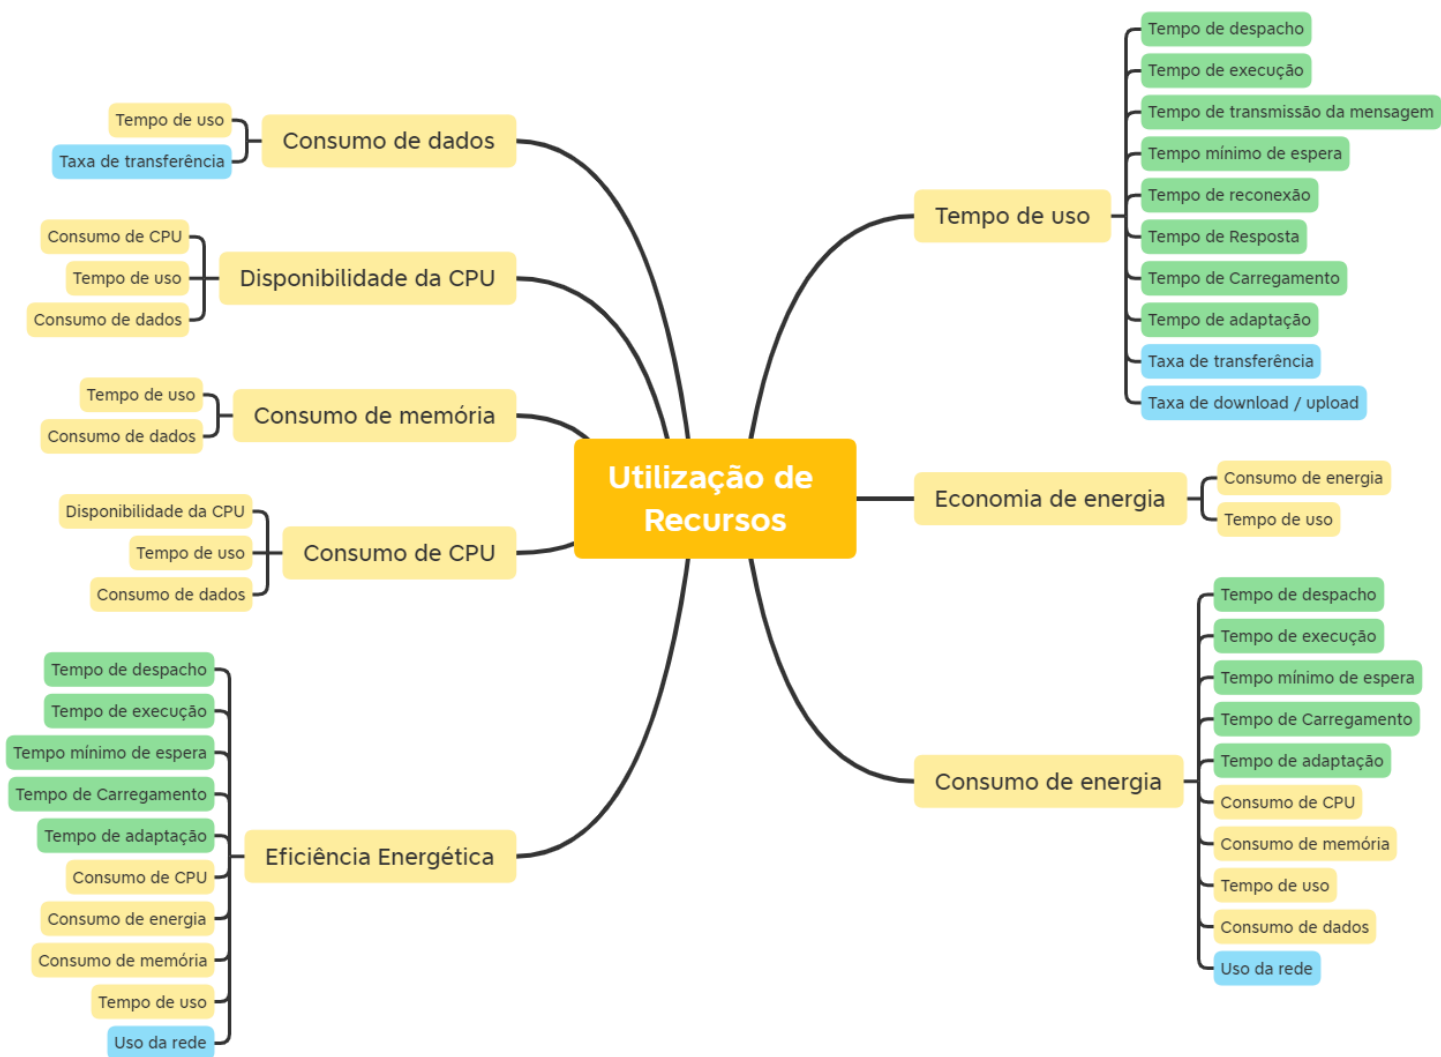 Utilização de
Recursos
Tempo de uso
Tempo de despacho
Tempo de execução
Tempo de transmissão da mensagem
Tempo mínimo de espera
Tempo de reconexão
Tempo de Resposta
Tempo de Carregamento
Tempo de adaptação
Taxa de transferência
Taxa de download / upload
Economia de energia
Consumo de energia
Tempo de uso
Consumo de energia
Tempo de despacho
Tempo de execução
Tempo mínimo de espera
Tempo de Carregamento
Tempo de adaptação
Consumo de CPU
Consumo de memória
Tempo de uso
Consumo de dados
Uso da rede
Consumo de dados
Tempo de uso
Taxa de transferência
Disponibilidade da CPU
Consumo de CPU
Tempo de uso
Consumo de dados
Consumo de memória
Tempo de uso
Consumo de dados
Consumo de CPU
Disponibilidade da CPU
Tempo de uso
Consumo de dados
Eficiência Energética
Tempo de despacho
Tempo de execução
Tempo mínimo de espera
Tempo de Carregamento
Tempo de adaptação
Consumo de CPU
Consumo de energia
Consumo de memória
Tempo de uso
Uso da rede